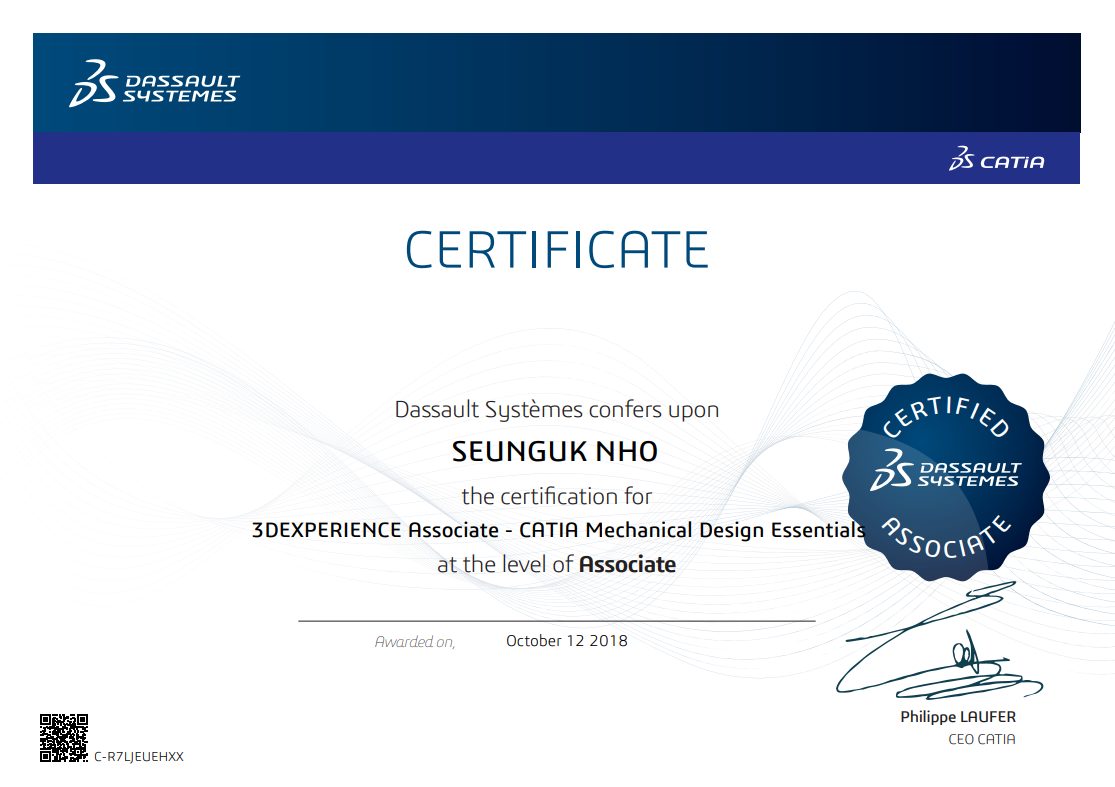 DASSAULT
SYSTEMES
CATIA
CERTIFICATE
Dassault Systèmes confers upon
SEUNGUK NHO
the certification for
3DEXPERIENCE Associate - CATIA Mechanical Design Essentials
at the level of Associate
CERTIFIED
DASSAULT
SYSTEMES
ASSOCIATE
Awarded on, October 12 2018
Philippe LAUFER
CEO CATIA
C-R7LJEUEHXX